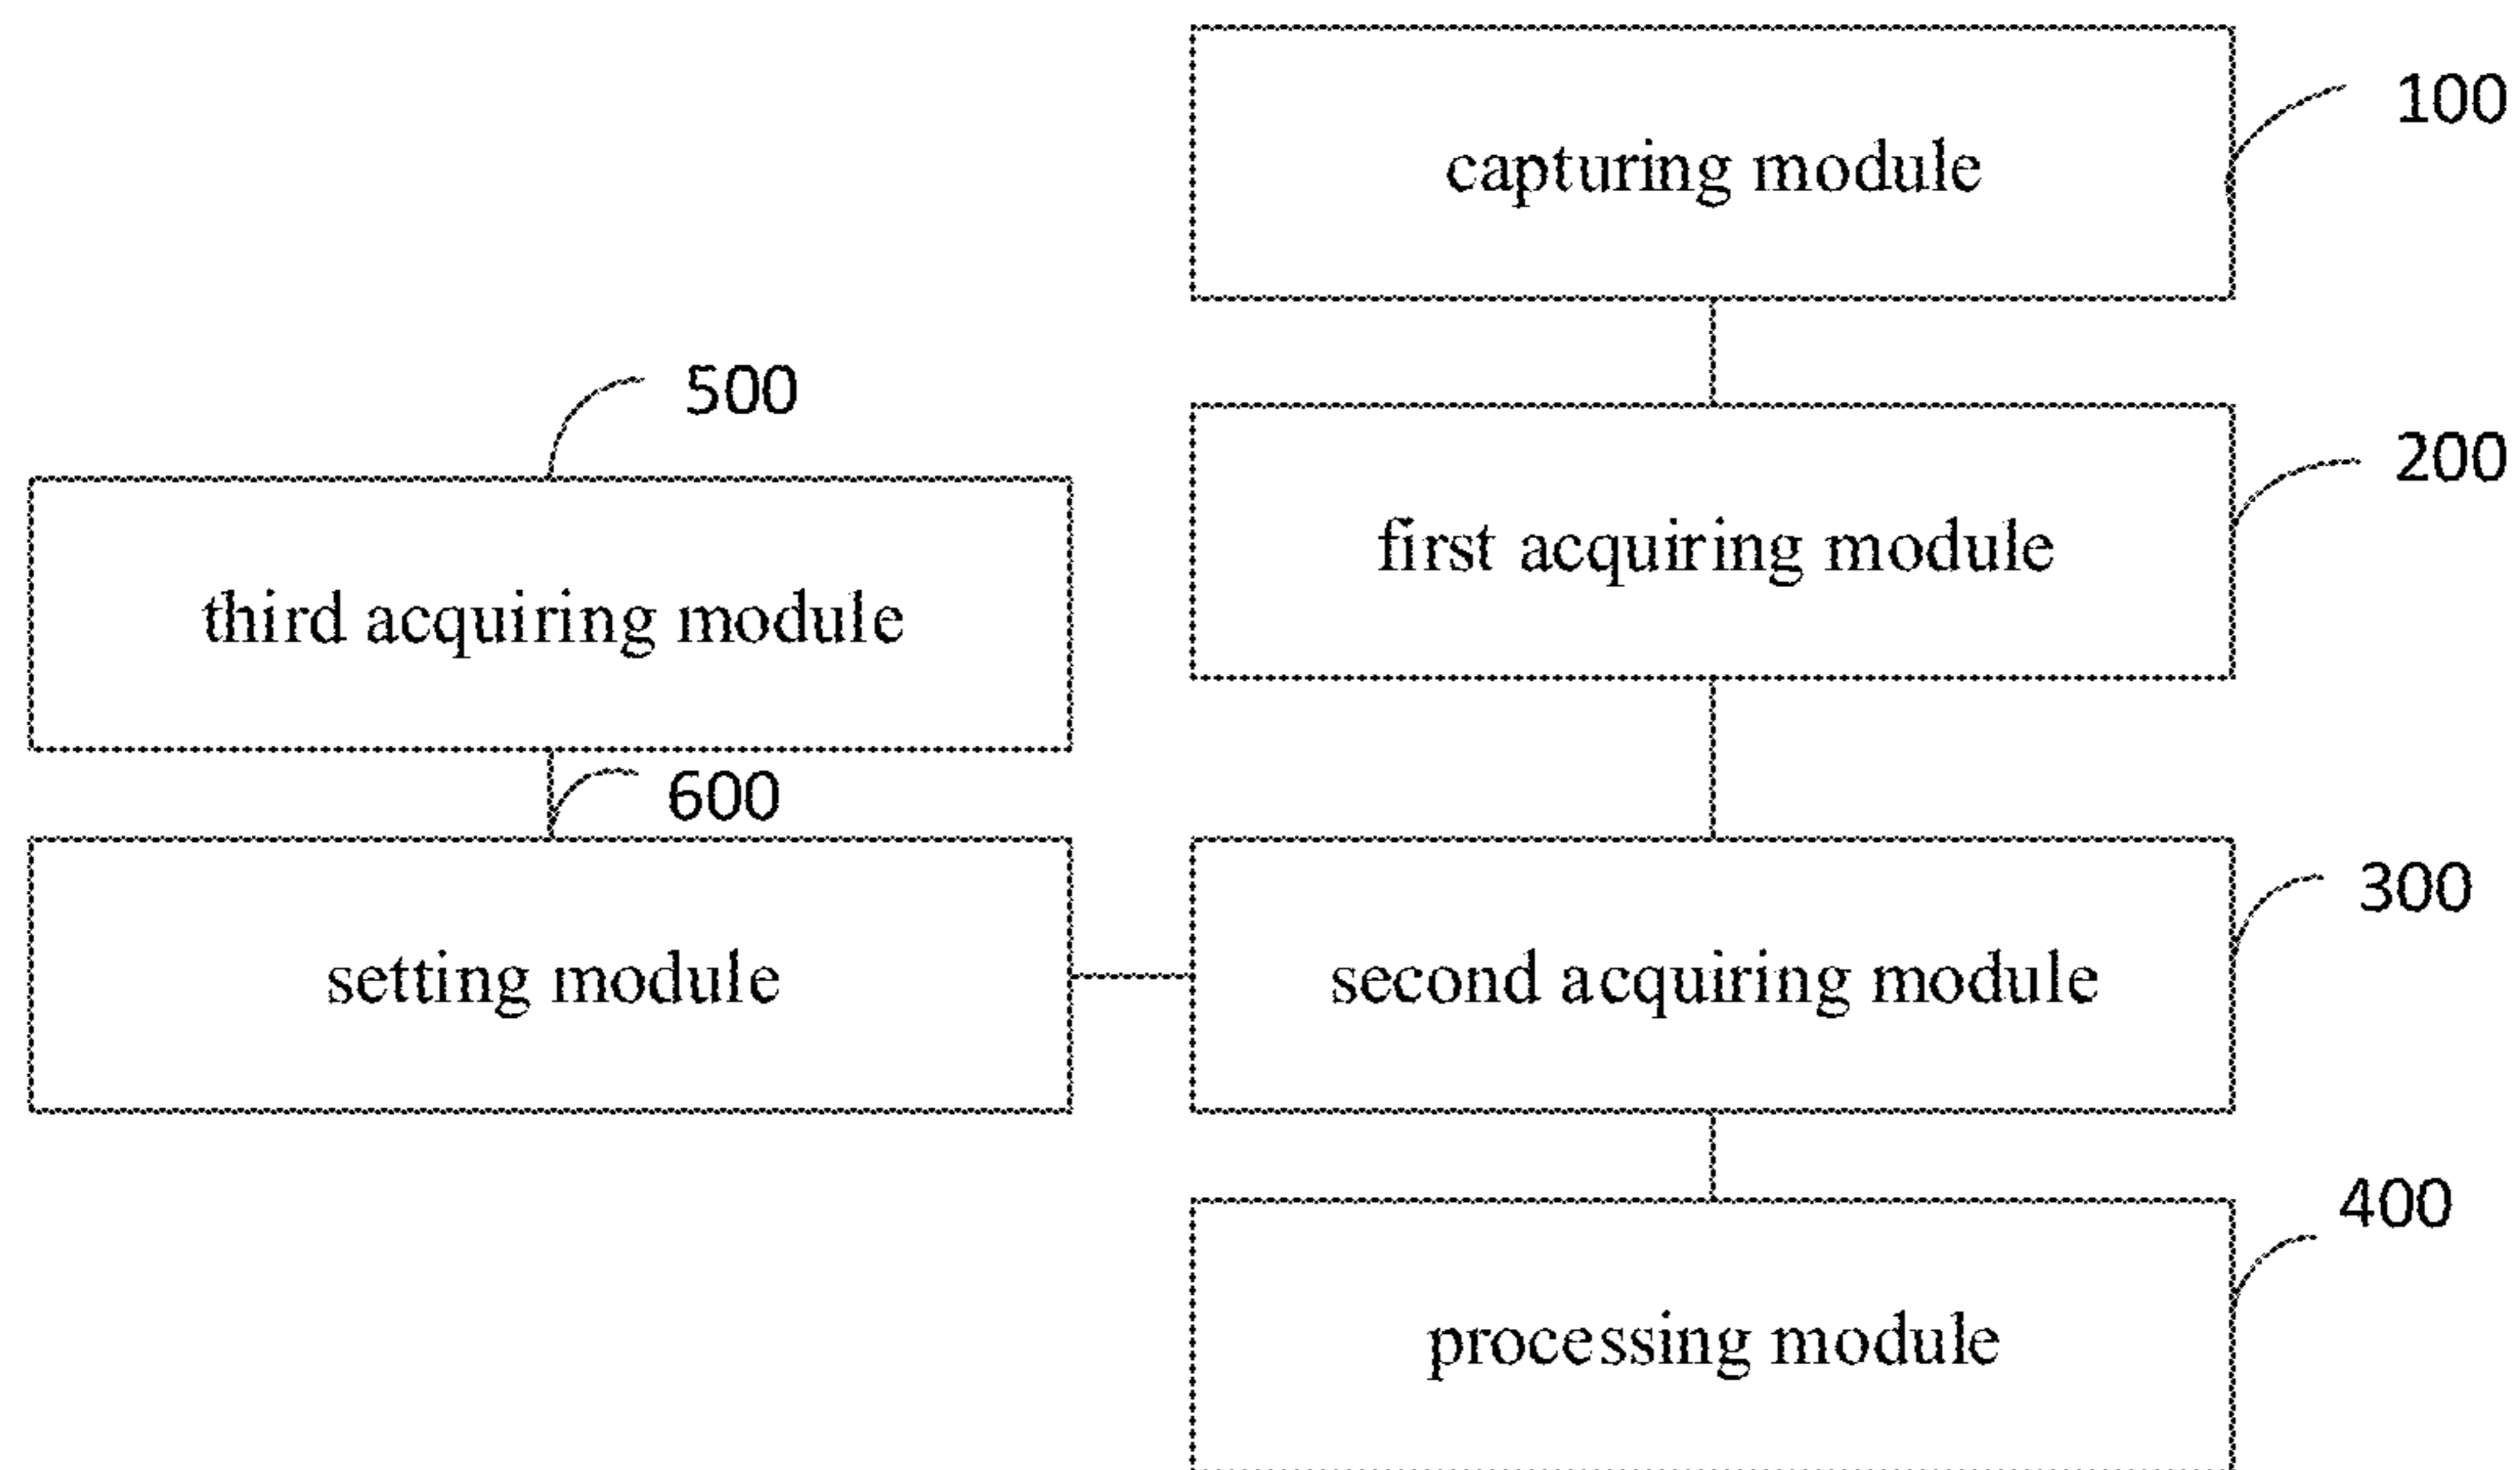 100
capturing module
500
200
first acquiring module
third acquiring module
600
300
setting module
second acquiring module
400
processing module